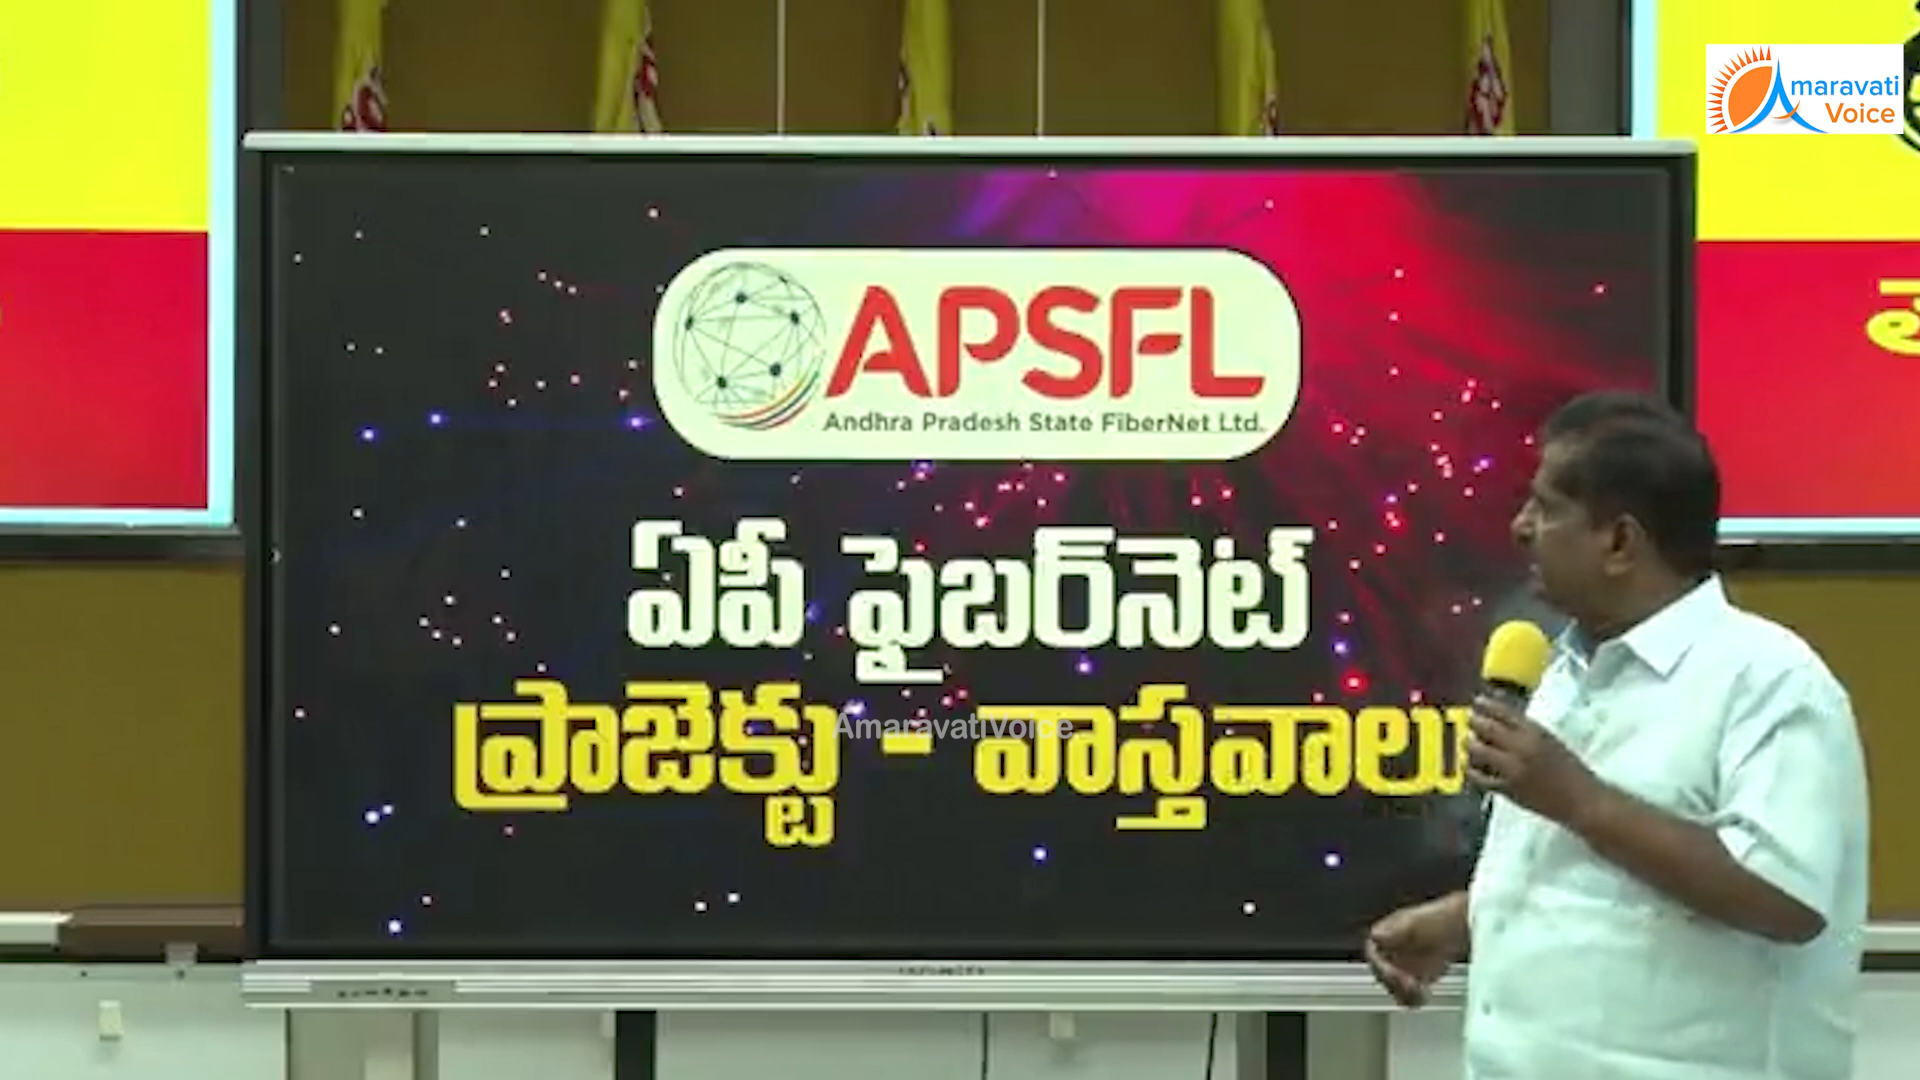 Amaravati
Voice
APSFL
Andhra Pradesh State FiberNet Ltd.
ఏపీ ఫైబర్‌నెట్
ప్రాజెక్టు - వాస్తవాలు
AmaravatiVoice